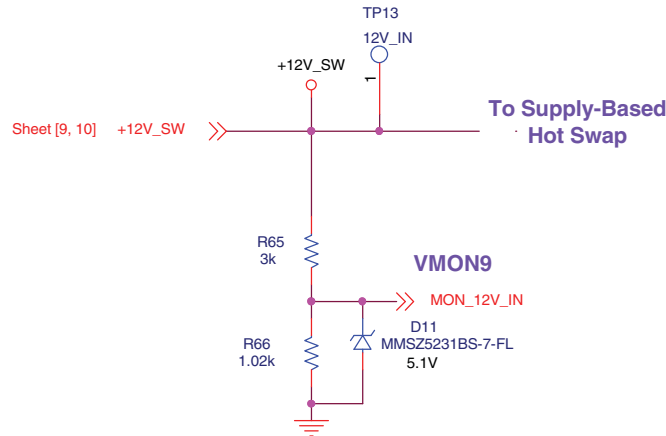 TP13
12V_IN
+12V_SW
1
To Supply-Based
Hot Swap
Sheet [9, 10] +12V_SW
R65
3k
VMON9
MON_12V_IN
D11
MMSZ5231BS-7-FL
5.1V
R66
1.02k